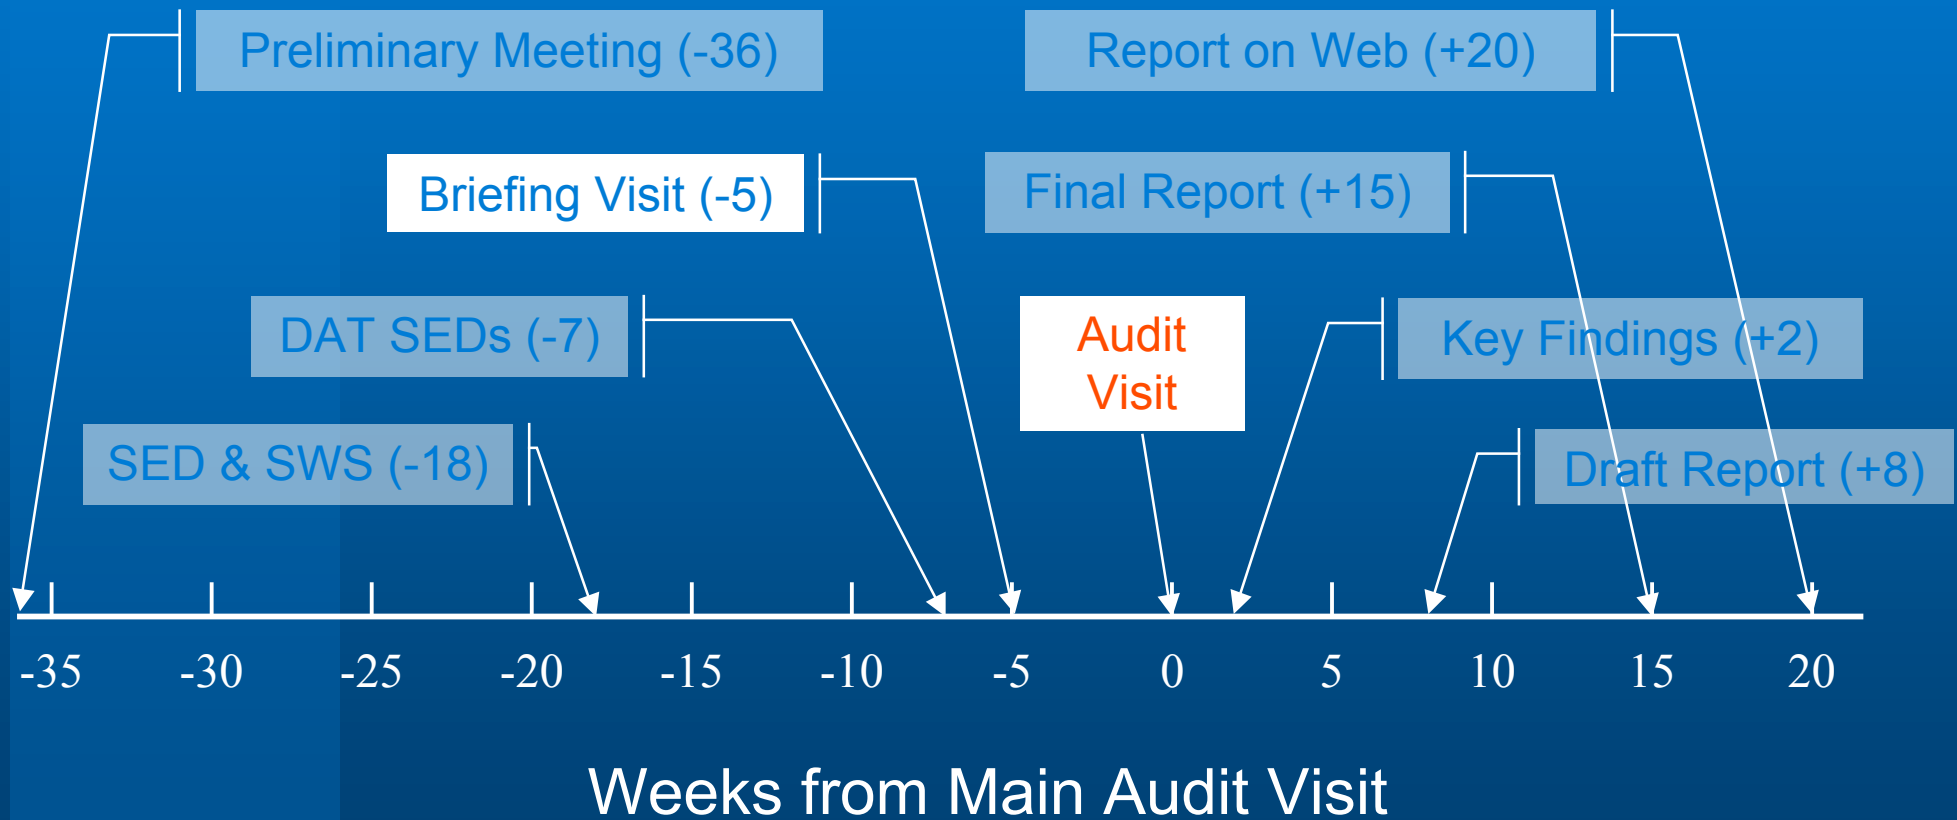 Preliminary Meeting (-36)
Report on Web (+20)
Briefing Visit (-5)
Final Report (+15)
DAT SEDs (-7)
Audit
Visit
Key Findings (+2)
SED & SWS (-18)
Draft Report (+8)
-35 -30 -25 -20 -15 -10 -5 0 5 10 15 20
Weeks from Main Audit Visit